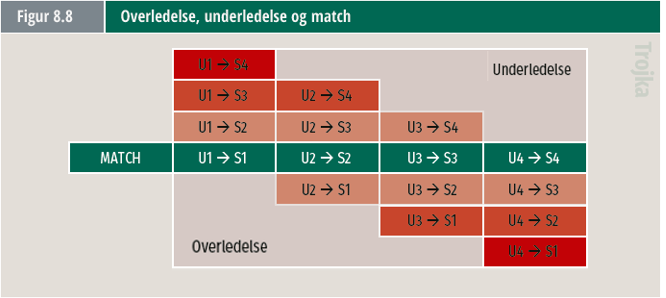 Figur 8.8 Overledelse, underledelse og match
Trojka
U1 → S4 Underledelse
U1 → S3 U2 → S4
U1 → S2 U2 → S3 U3 → S4
MATCH U1 → S1 U2 → S2 U3 → S3 U4 → S4
U2 → S1 U3 → S2 U4 → S3
U3 → S1 U4 → S2
Overledelse U4 → S1